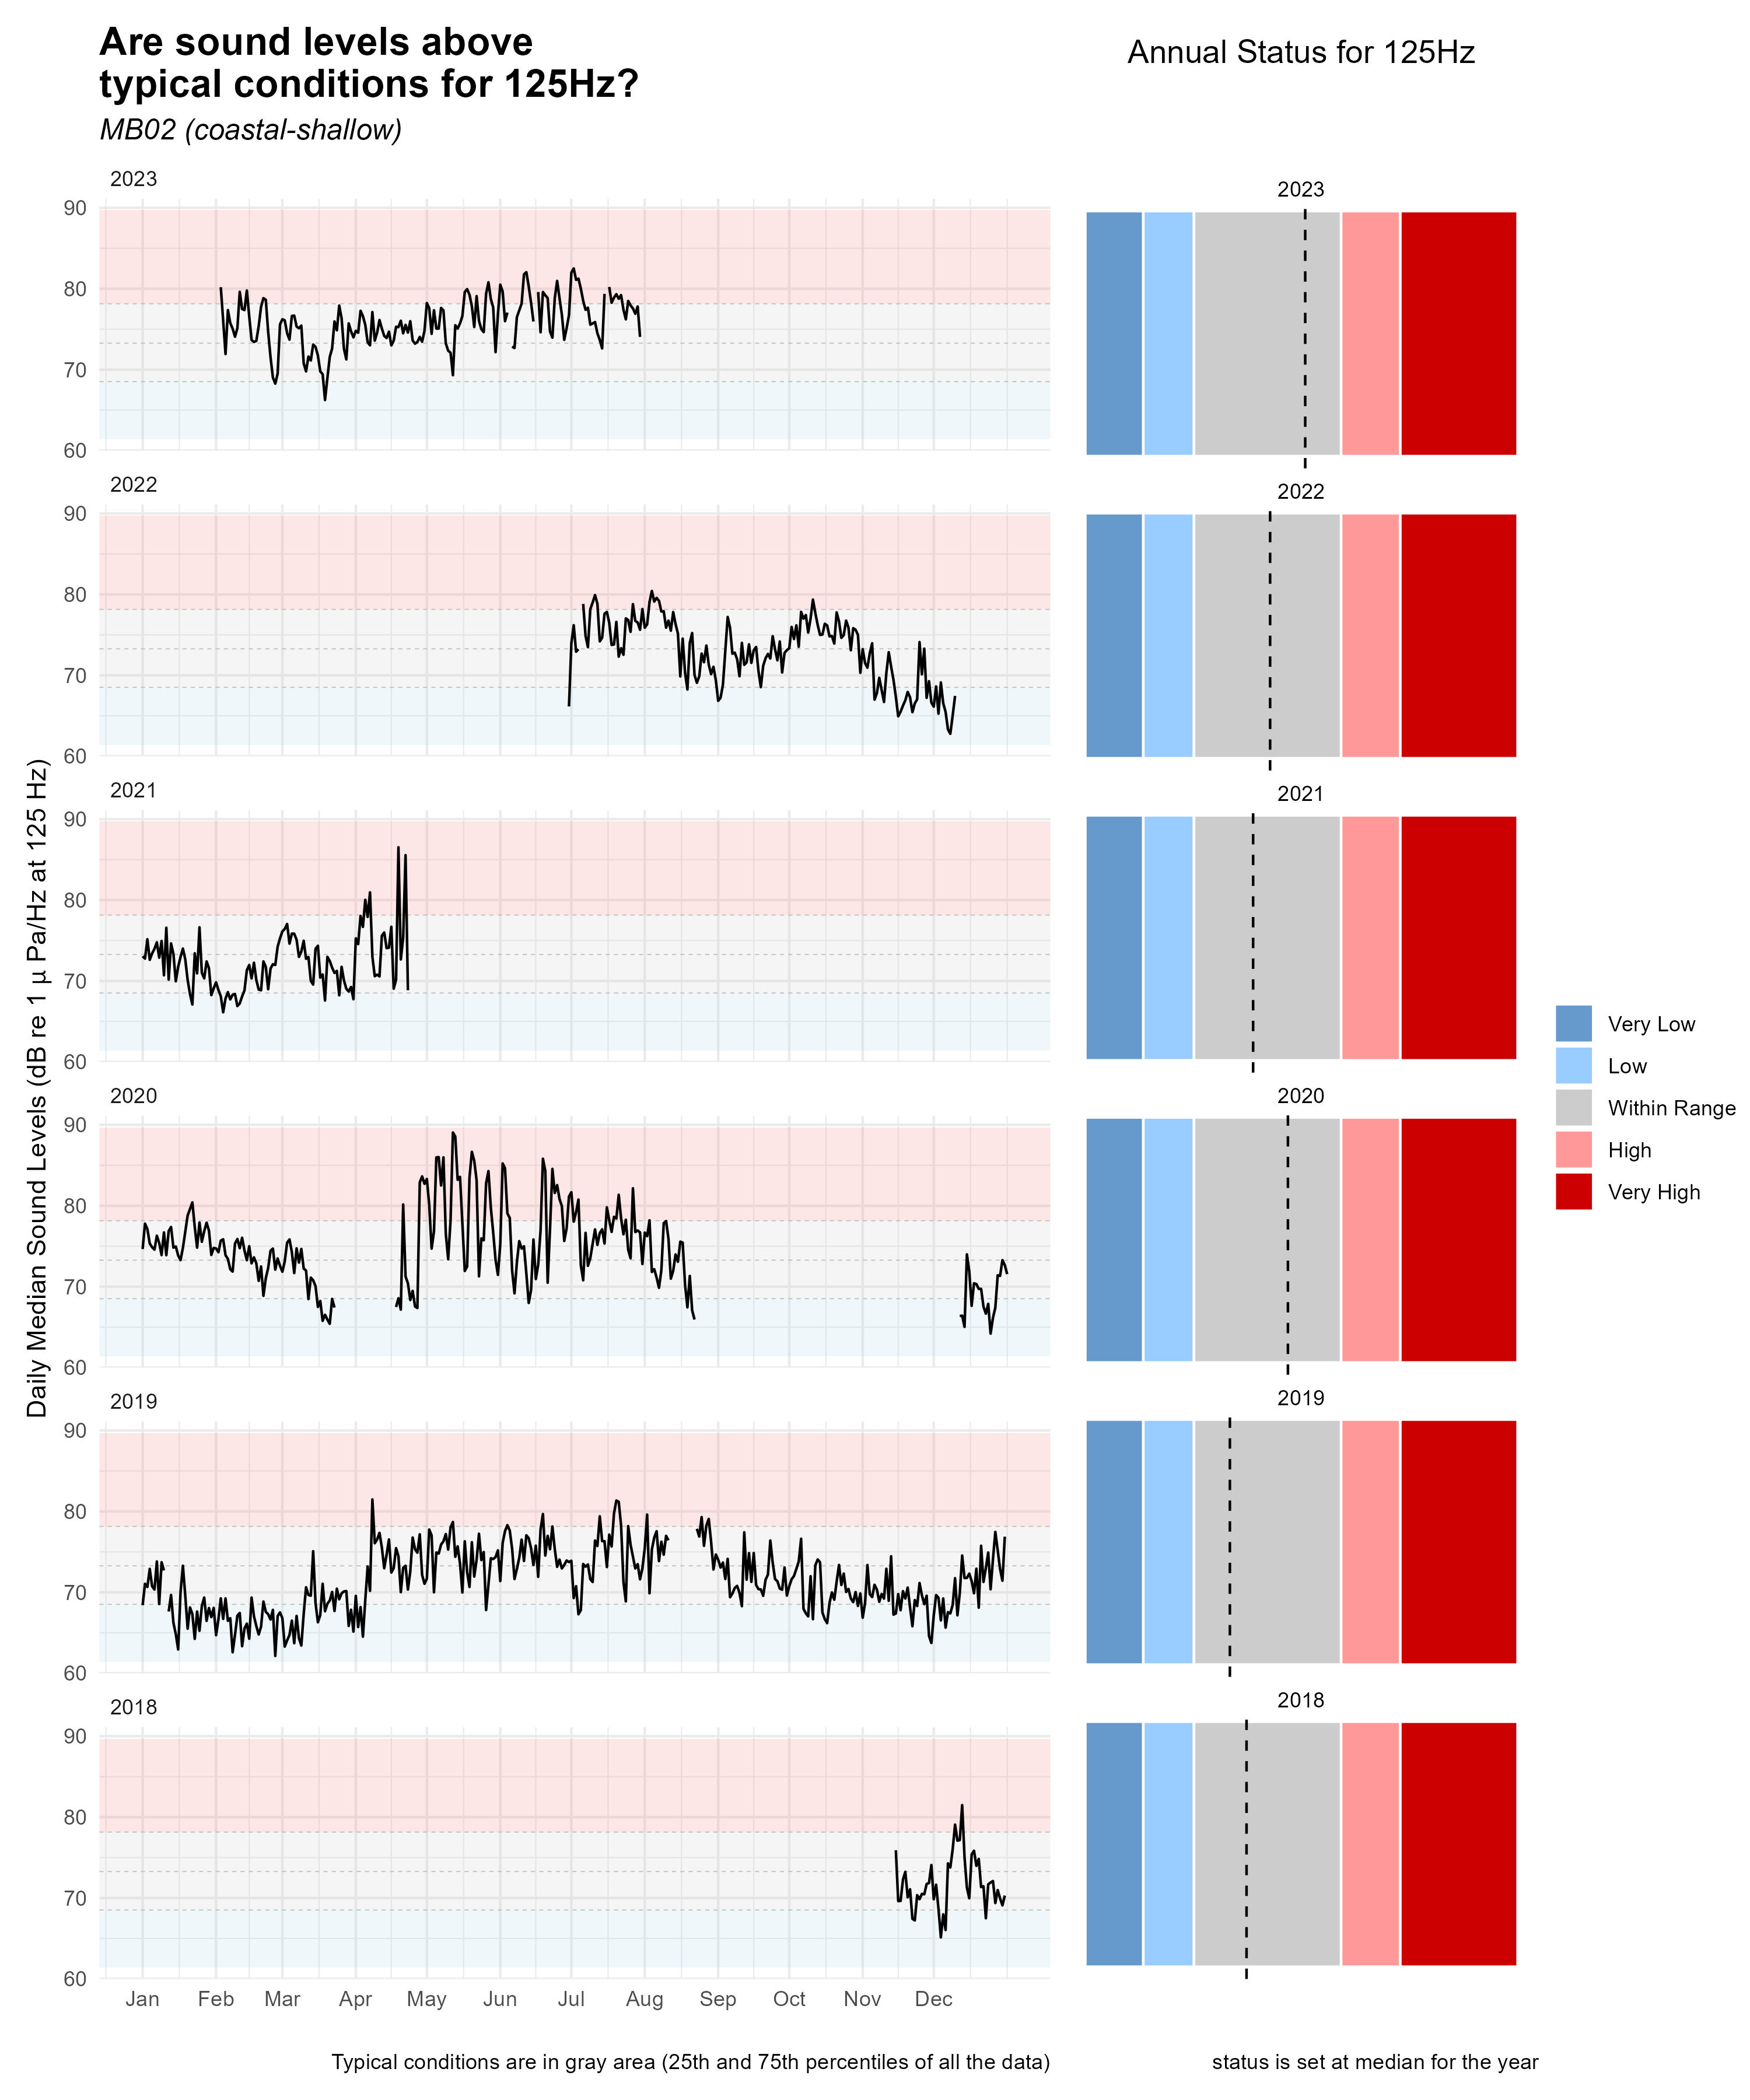 Are sound levels above
typical conditions for 125Hz?
MB02 (coastal-shallow)
Annual Status for 125Hz
Daily Median Sound Levels (dB re 1 µ Pa/Hz at 125 Hz)
2023
90
80
70
60
2022
90
80
70
60
2021
90
80
70
60
2020
90
80
70
60
2019
90
80
70
60
2018
90
80
70
60
Jan Feb Mar Apr May Jun Jul Aug Sep Oct Nov Dec
Typical conditions are in gray area (25th and 75th percentiles of all the data)
2023
2022
2021
2020
2019
2018
status is set at median for the year
Very Low
Low
Within Range
High
Very High